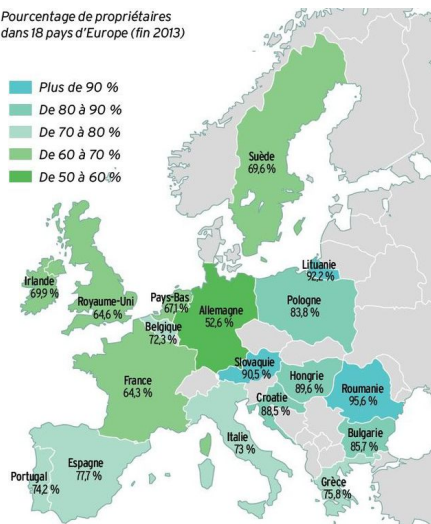 Pourcentage de propriétaires
dans 18 pays d'Europe (fin 2013)
Plus de 90 %
De 80 à 90 %
De 70 à 80 %
De 60 à 70 %
De 50 à 60 %
Suède
69,6 %
Lituanie
92,2 %
Irlande
69,9 %
Royaume-Uni
64,6 %
Pays-Bas
67,1 %
Allemagne
52,6 %
Pologne
83,8 %
Belgique
72,3 %
Slovaquie
90,5 %
Hongrie
89,6 %
Roumanie
95,6 %
France
64,3 %
Croatie
88,5 %
Bulgarie
85,7 %
Italie
73 %
Espagne
77,7 %
Portugal
74,2 %
Grèce
75,8 %